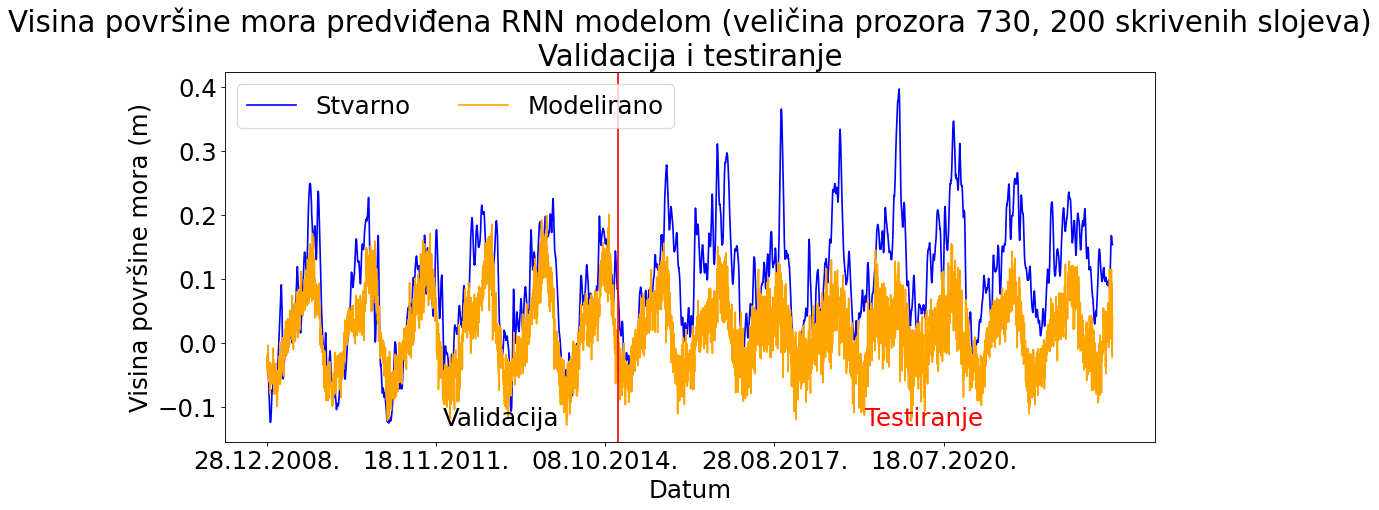 Visina površine mora predviđena RNN modelom (veličina prozora 730, 200 skrivenih slojeva)
Validacija i testiranje
Stvarno Modelirano
Visina površine mora (m)
0.4
0.3
0.2
0.1
0.0
−0.1
Validacija
Testiranje
28.12.2008. 18.11.2011. 08.10.2014. 28.08.2017. 18.07.2020.
Datum